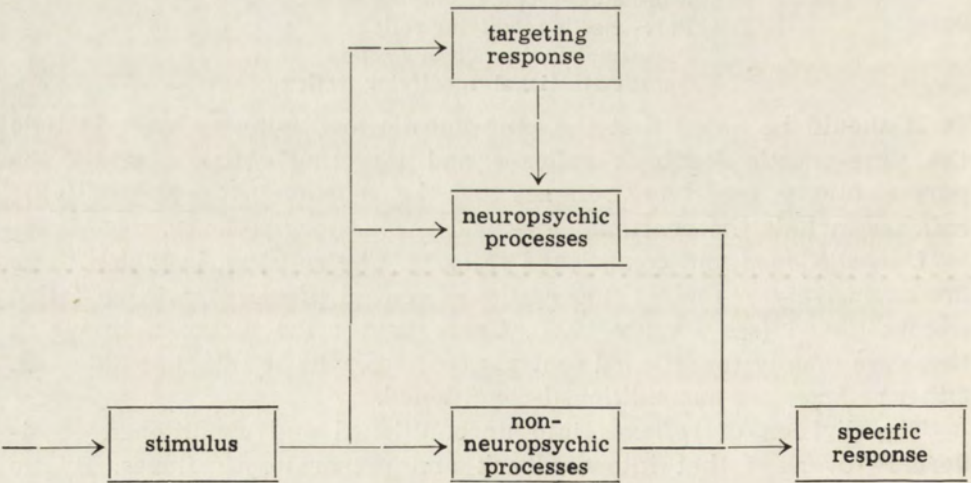 targeting
response
neuropsychic
processes
stimulus
non-
neuropsychic
processes
specific
response